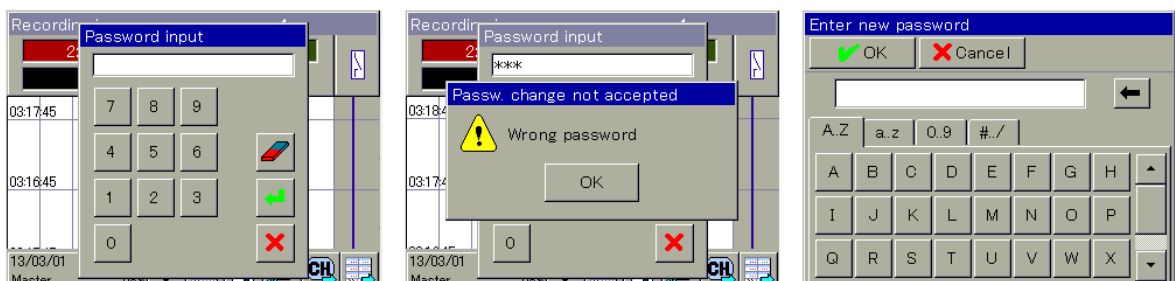 Recording
Password input
2
7 8 9
03:17:45
4 5 6
03:16:45
1 2 3
0
13/03/01
CH
Master
Recording
Password input
2
***
Passw. change not accepted
03:18:4
Wrong password
OK
03:17:4
0
13/03/01
CH
Master
Enter new password
OK Cancel
A.Z a..z 0.9 #../
A B C D E F G H
I J K L M N O P
Q R S T U V W X